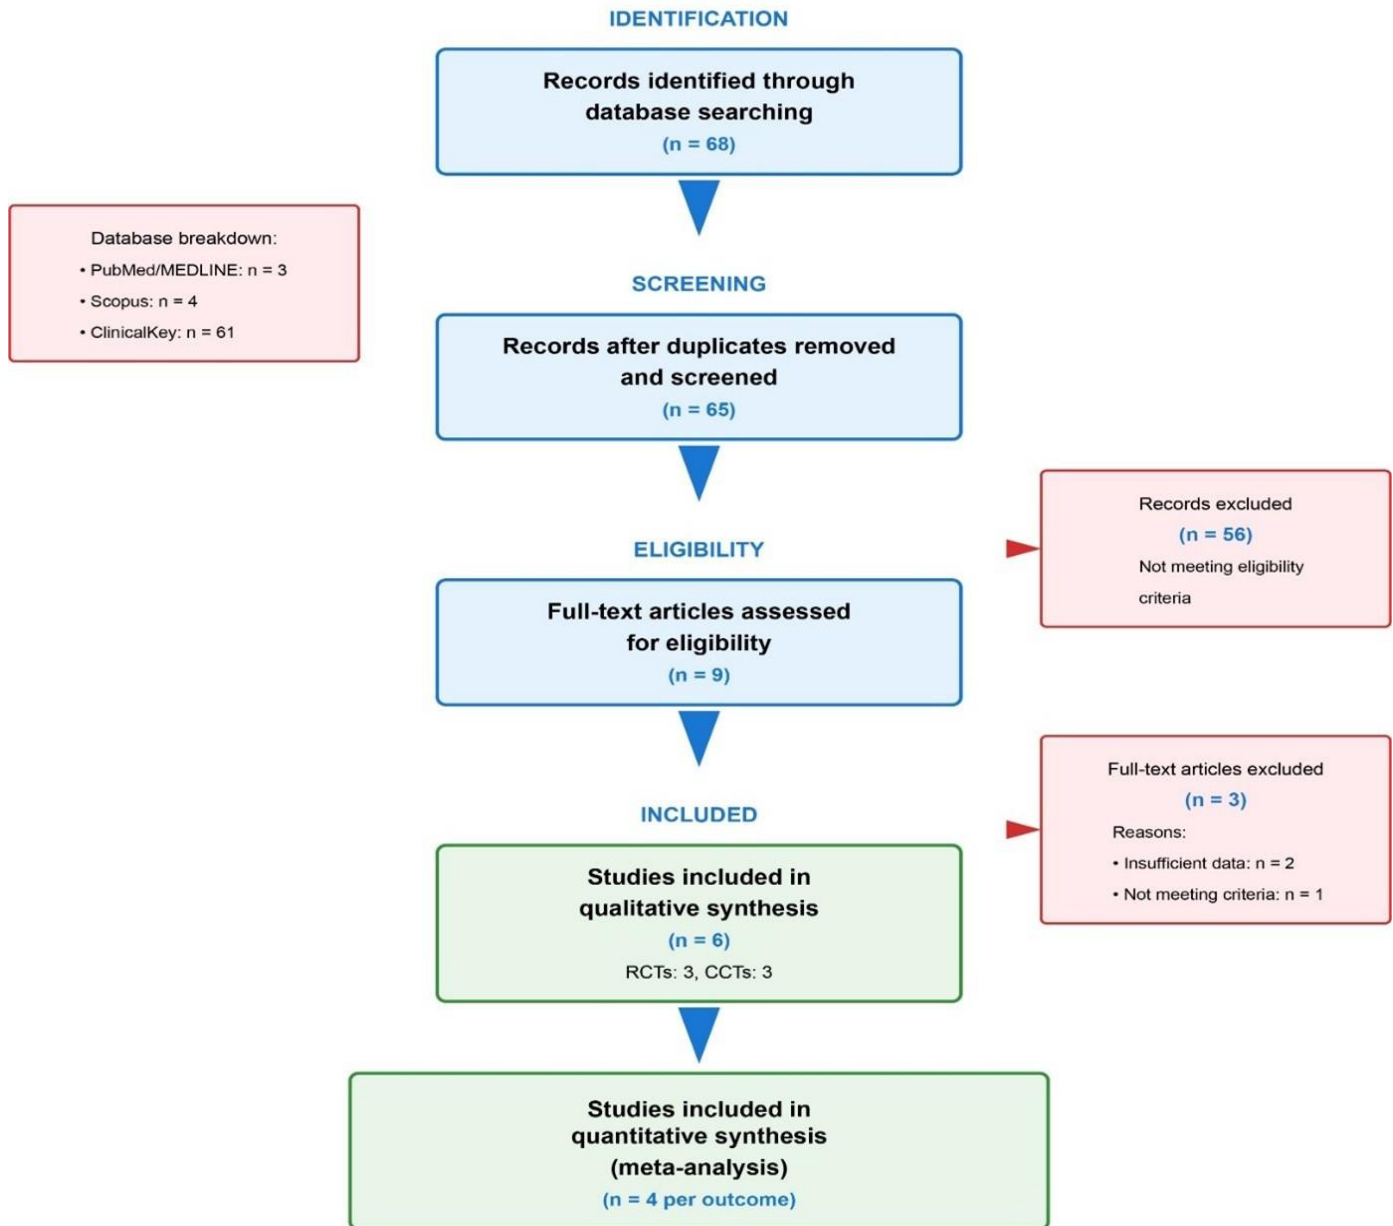 IDENTIFICATION
Records identified through
database searching
(n = 68)
Database breakdown:
• PubMed/MEDLINE: n = 3
• Scopus: n = 4
• ClinicalKey: n = 61
SCREENING
Records after duplicates removed
and screened
(n = 65)
Records excluded
(n = 56)
Not meeting eligibility
criteria
ELIGIBILITY
Full-text articles assessed
for eligibility
(n = 9)
Full-text articles excluded
(n = 3)
Reasons:
• Insufficient data: n = 2
• Not meeting criteria: n = 1
INCLUDED
Studies included in
qualitative synthesis
(n = 6)
RCTs: 3, CCTs: 3
Studies included in
quantitative synthesis
(meta-analysis)
(n = 4 per outcome)